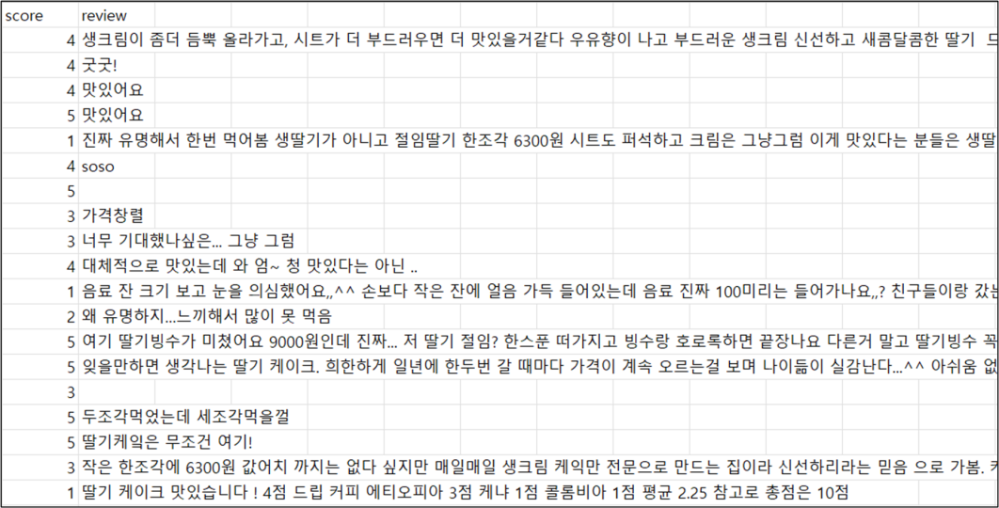 score review
4 생크림이 좀더 듬뿍 올라가고, 시트가 더 부드러우면 더 맛있을거같다 우유향이 나고 부드러운 생크림 신선하고 새콤달콤한 딸기
4 굿굿!
4 맛있어요
5 맛있어요
1 진짜 유명해서 한번 먹어봄 생딸기가 아니고 절임딸기 한조각 6300원 시트도 퍼석하고 크림은 그냥그럼 이게 맛있다는 분들은 생딸
4 soso
5
3 가격창렬
3 너무 기대했나싶은... 그냥 그럼
4 대체적으로 맛있는데 와 엄~ 청 맛있다는 아닌 ..
1 음료 잔 크기 보고 눈을 의심했어요,,^^ 손보다 작은 잔에 얼음 가득 들어있는데 음료 진짜 100미리는 들어가나요,,? 친구들이랑 갔는
2 왜 유명하지...느끼해서 많이 못 먹음
5 여기 딸기빙수가 미쳤어요 9000원인데 진짜... 저 딸기 절임? 한스푼 떠가지고 빙수랑 호로록하면 끝장나요 다른거 말고 딸기빙수 꼭
5 잊을만하면 생각나는 딸기 케이크. 희한하게 일년에 한두번 갈 때마다 가격이 계속 오르는걸 보며 나이듦이 실감난다...^^ 아쉬움 없
3
5 두조각먹었는데 세조각먹을껄
5 딸기케잌은 무조건 여기!
3 작은 한조각에 6300원 값어치 까지는 없다 싶지만 매일매일 생크림 케익만 전문으로 만드는 집이라 신선하리라는 믿음 으로 가봄.
1 딸기 케이크 맛있습니다 ! 4점 드립 커피 에티오피아 3점 케냐 1점 콜롬비아 1점 평균 2.25 참고로 총점은 10점